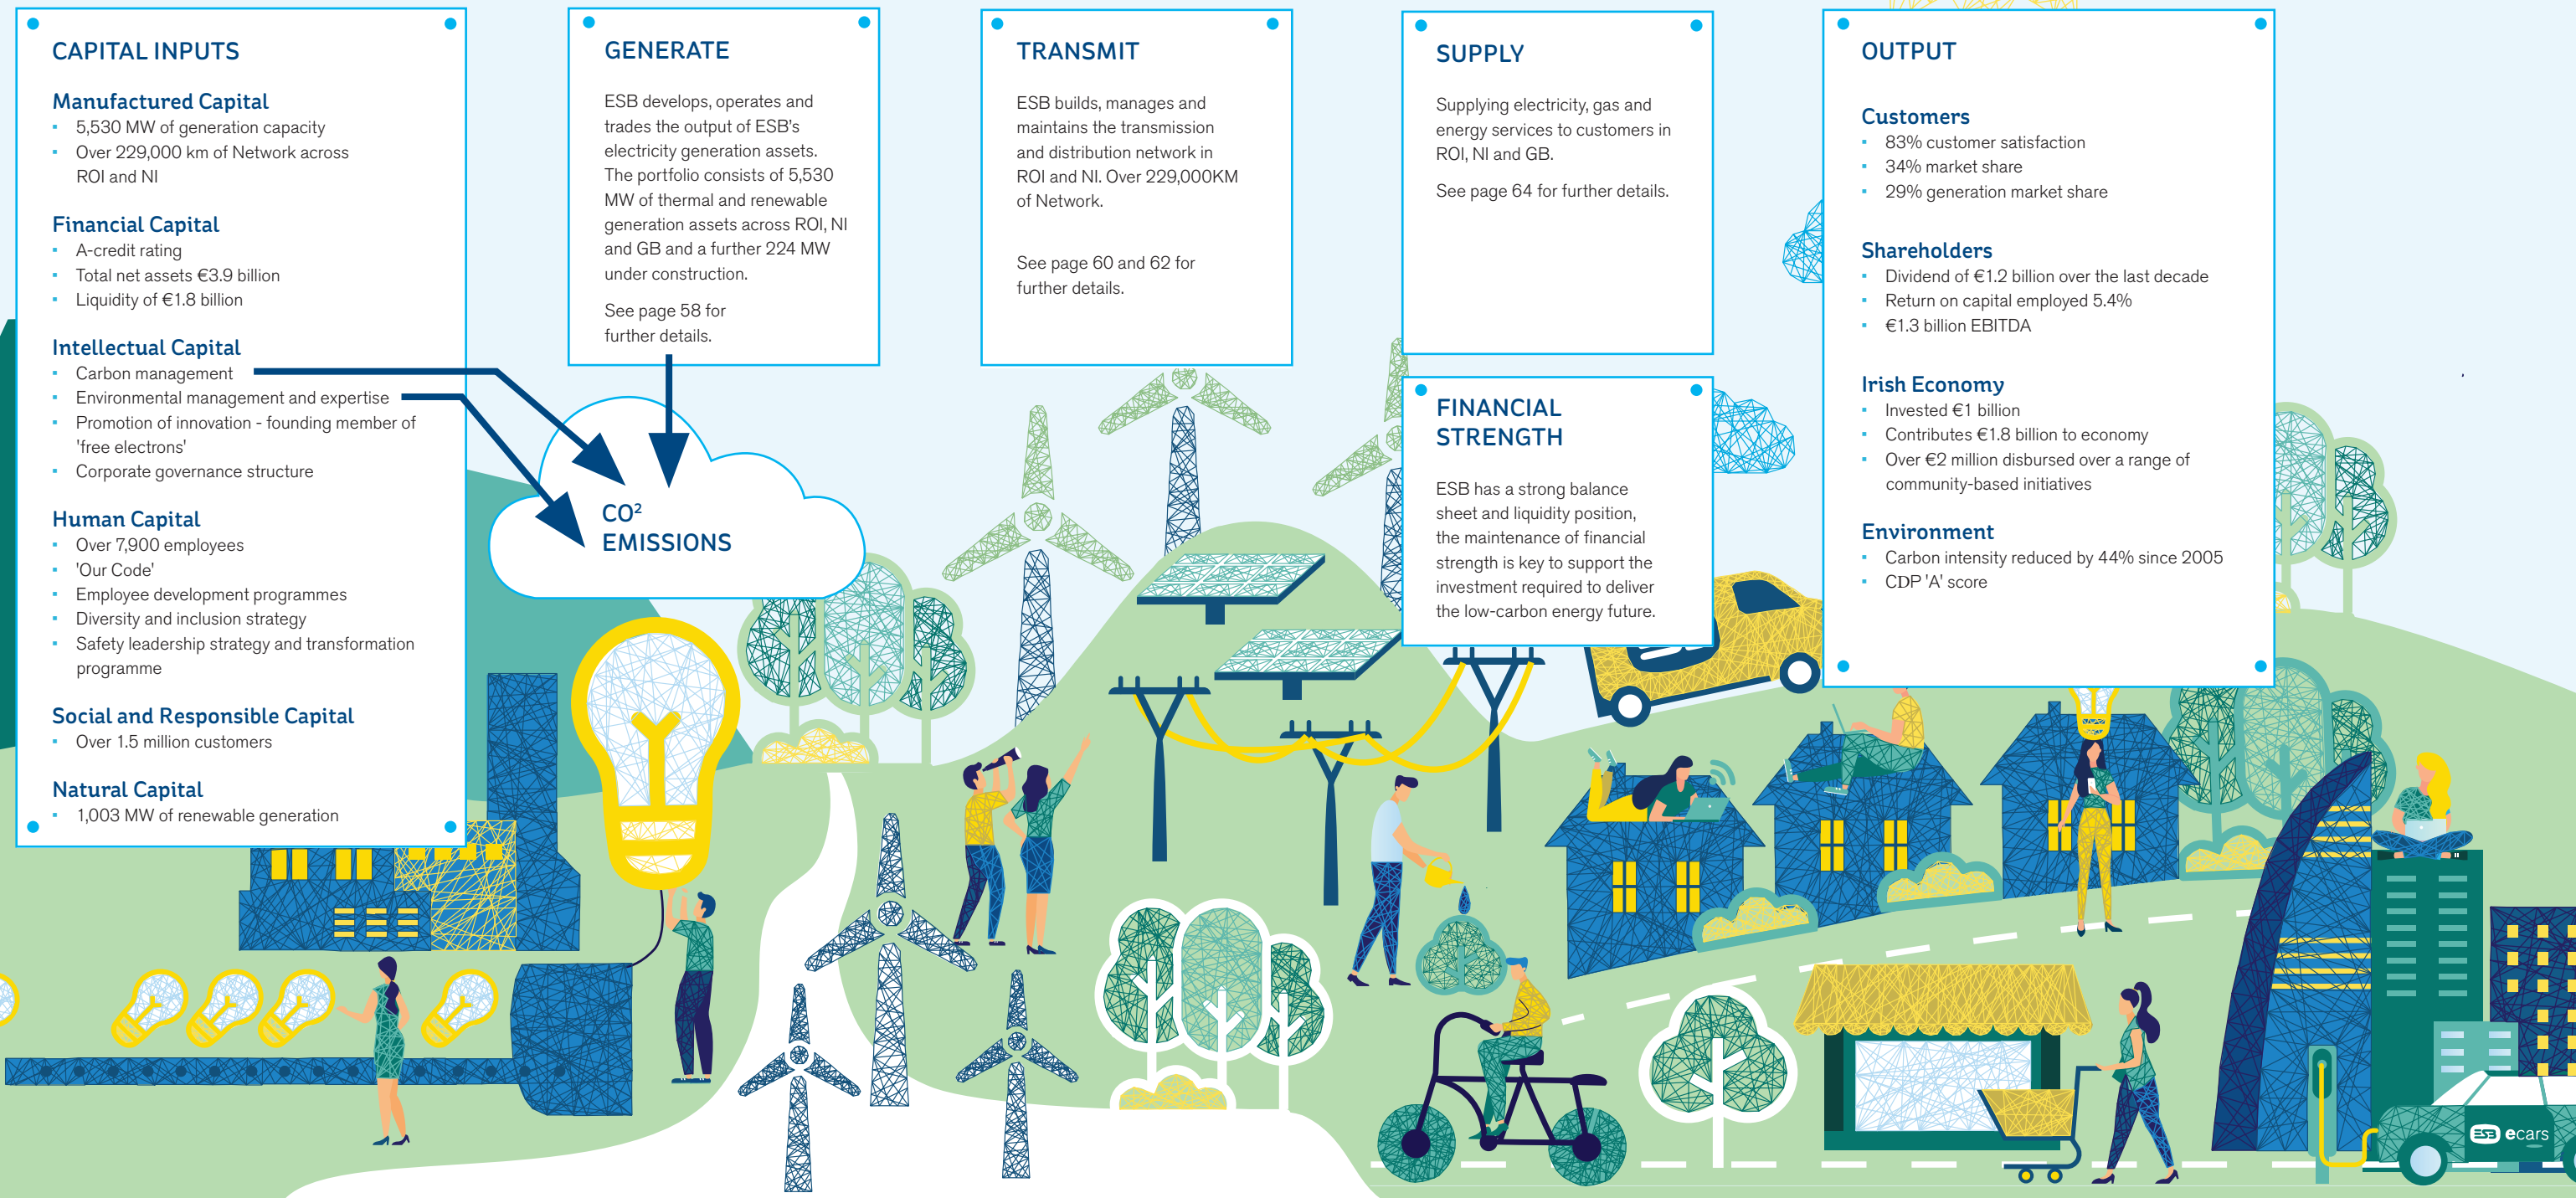 CAPITAL INPUTS
Manufactured Capital
▪ 5,530 MW of generation capacity
▪ Over 229,000 km of Network across
ROI and NI
Financial Capital
▪ A-credit rating
▪ Total net assets €3.9 billion
▪ Liquidity of €1.8 billion
Intellectual Capital
▪ Carbon management
▪ Environmental management and expertise
▪ Promotion of innovation - founding member of
'free electrons'
▪ Corporate governance structure
Human Capital
▪ Over 7,900 employees
▪ 'Our Code'
▪ Employee development programmes
▪ Diversity and inclusion strategy
▪ Safety leadership strategy and transformation
programme
Social and Responsible Capital
▪ Over 1.5 million customers
Natural Capital
▪ 1,003 MW of renewable generation
GENERATE
ESB develops, operates and
trades the output of ESB's
electricity generation assets.
The portfolio consists of 5,530
MW of thermal and renewable
generation assets across ROI, NI
and GB and a further 224 MW
under construction.
See page 58 for
further details.
CO²
EMISSIONS
TRANSMIT
ESB builds, manages and
maintains the transmission
and distribution network in
ROI and NI. Over 229,000KM
of Network.
See page 60 and 62 for
further details.
SUPPLY
Supplying electricity, gas and
energy services to customers in
ROI, NI and GB.
See page 64 for further details.
FINANCIAL
STRENGTH
ESB has a strong balance
sheet and liquidity position,
the maintenance of financial
strength is key to support the
investment required to deliver
the low-carbon energy future.
OUTPUT
Customers
▪ 83% customer satisfaction
▪ 34% market share
▪ 29% generation market share
Shareholders
▪ Dividend of €1.2 billion over the last decade
▪ Return on capital employed 5.4%
▪ €1.3 billion EBITDA
Irish Economy
▪ Invested €1 billion
▪ Contributes €1.8 billion to economy
▪ Over €2 million disbursed over a range of
community-based initiatives
Environment
▪ Carbon intensity reduced by 44% since 2005
▪ CDP 'A' score
ESB ecars